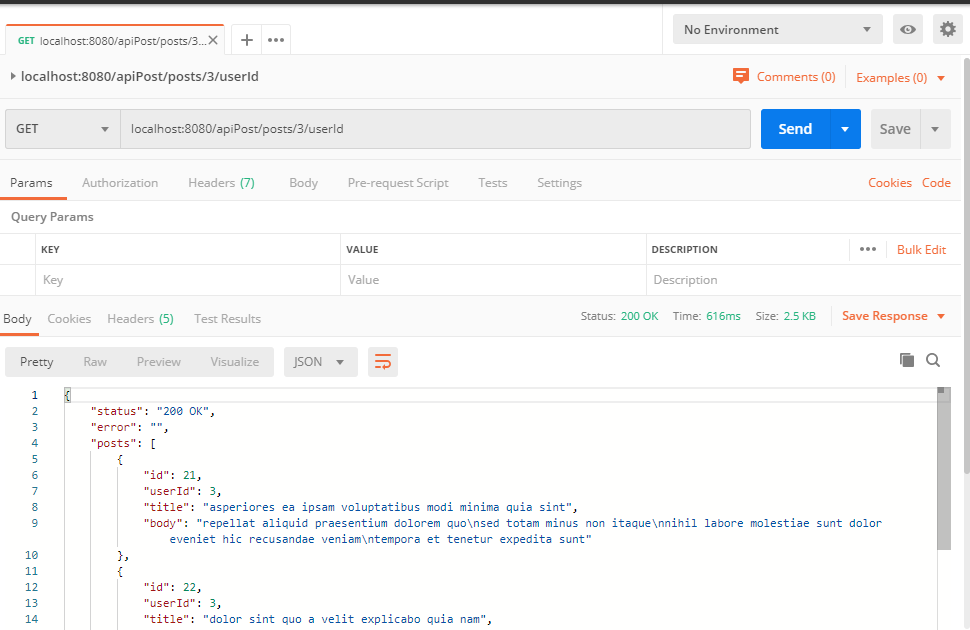 GET localhost:8080/apiPost/posts/3...
No Environment
localhost:8080/apiPost/posts/3/userId
Comments (0)
Examples (0)
GET
localhost:8080/apiPost/posts/3/userId
Send
Save
Params Authorization Headers (7) Body Pre-request Script Tests Settings Cookies Code
Query Params
KEY VALUE DESCRIPTION Bulk Edit
Key Value Description
Body Cookies Headers (5) Test Results Status: 200 OK Time: 616ms Size: 2.5 KB Save Response
Pretty Raw Preview Visualize JSON
1 {
2 "status": "200 OK",
3 "error": "",
4 "posts": [
5 {
6 "id": 21,
7 "userId": 3,
8 "title": "asperiores ea ipsam voluptatibus modi minima quia sint",
9 "body": "repellat aliquid praesentium dolorem quo\nsed totam minus non itaque\nnihil labore molestiae sunt dolor
eveniet hic recusandae veniam\ntempora et tenetur expedita sunt"
10 },
11 {
12 "id": 22,
13 "userId": 3,
14 "title": "dolor sint quo a velit explicabo quia nam",